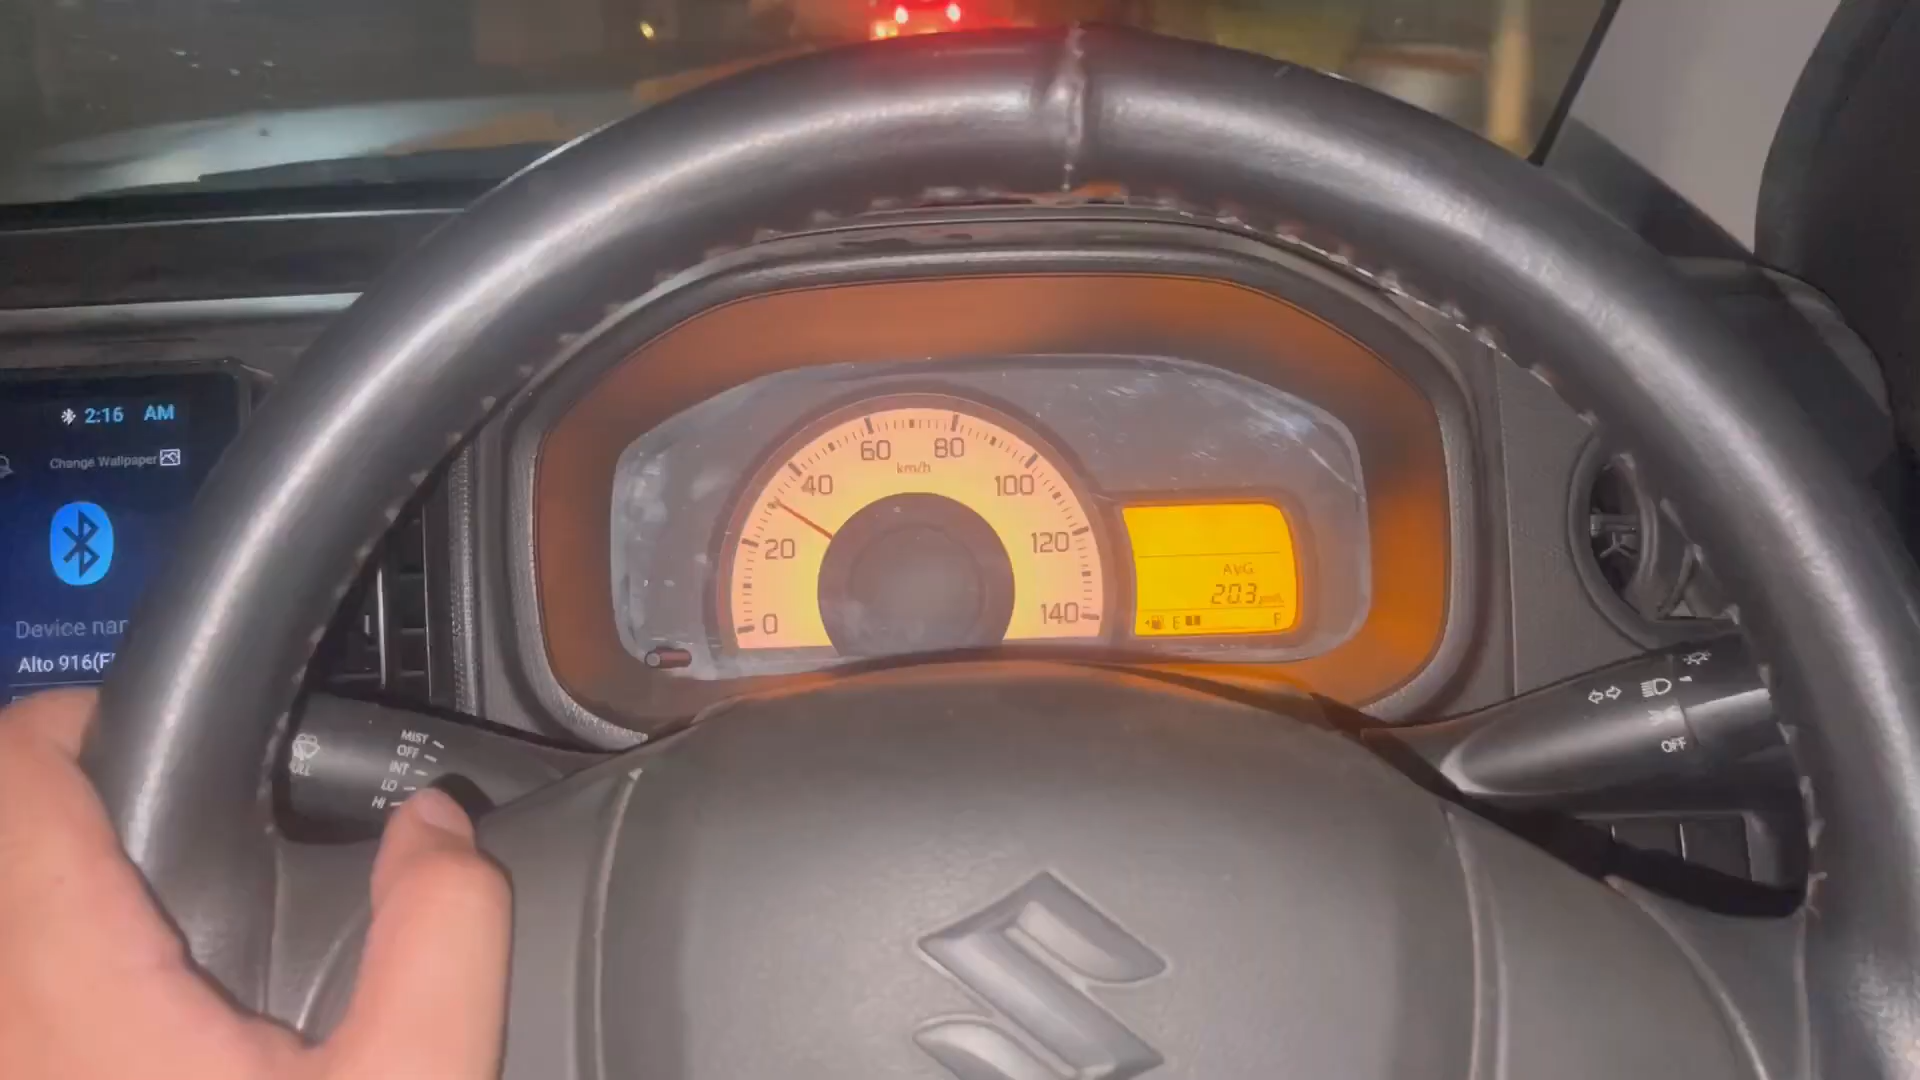 2:16 AM
Change Wallpaper
Device nar
Alto 916(F
0
20
40
60
80
100
120
140
km/h
AVG
20.3
E
F
MIST
OFF
INT
LO
HI
OFF